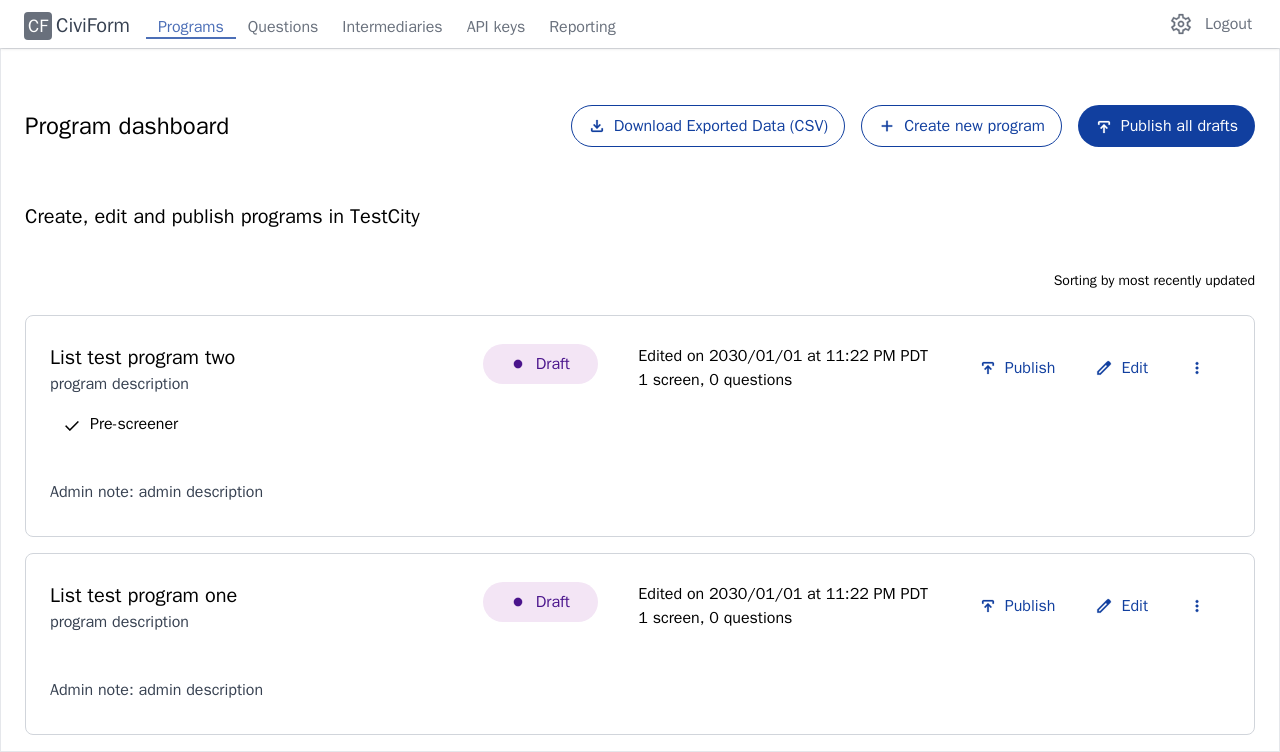 CF CiviForm Programs Questions Intermediaries API keys Reporting Logout
Program dashboard Download Exported Data (CSV) Create new program Publish all drafts
Create, edit and publish programs in TestCity
Sorting by most recently updated
List test program two
program description
Pre-screener
Admin note: admin description
Draft
Edited on 2030/01/01 at 11:22 PM PDT
1 screen, 0 questions
Publish Edit
List test program one
program description
Admin note: admin description
Draft
Edited on 2030/01/01 at 11:22 PM PDT
1 screen, 0 questions
Publish Edit